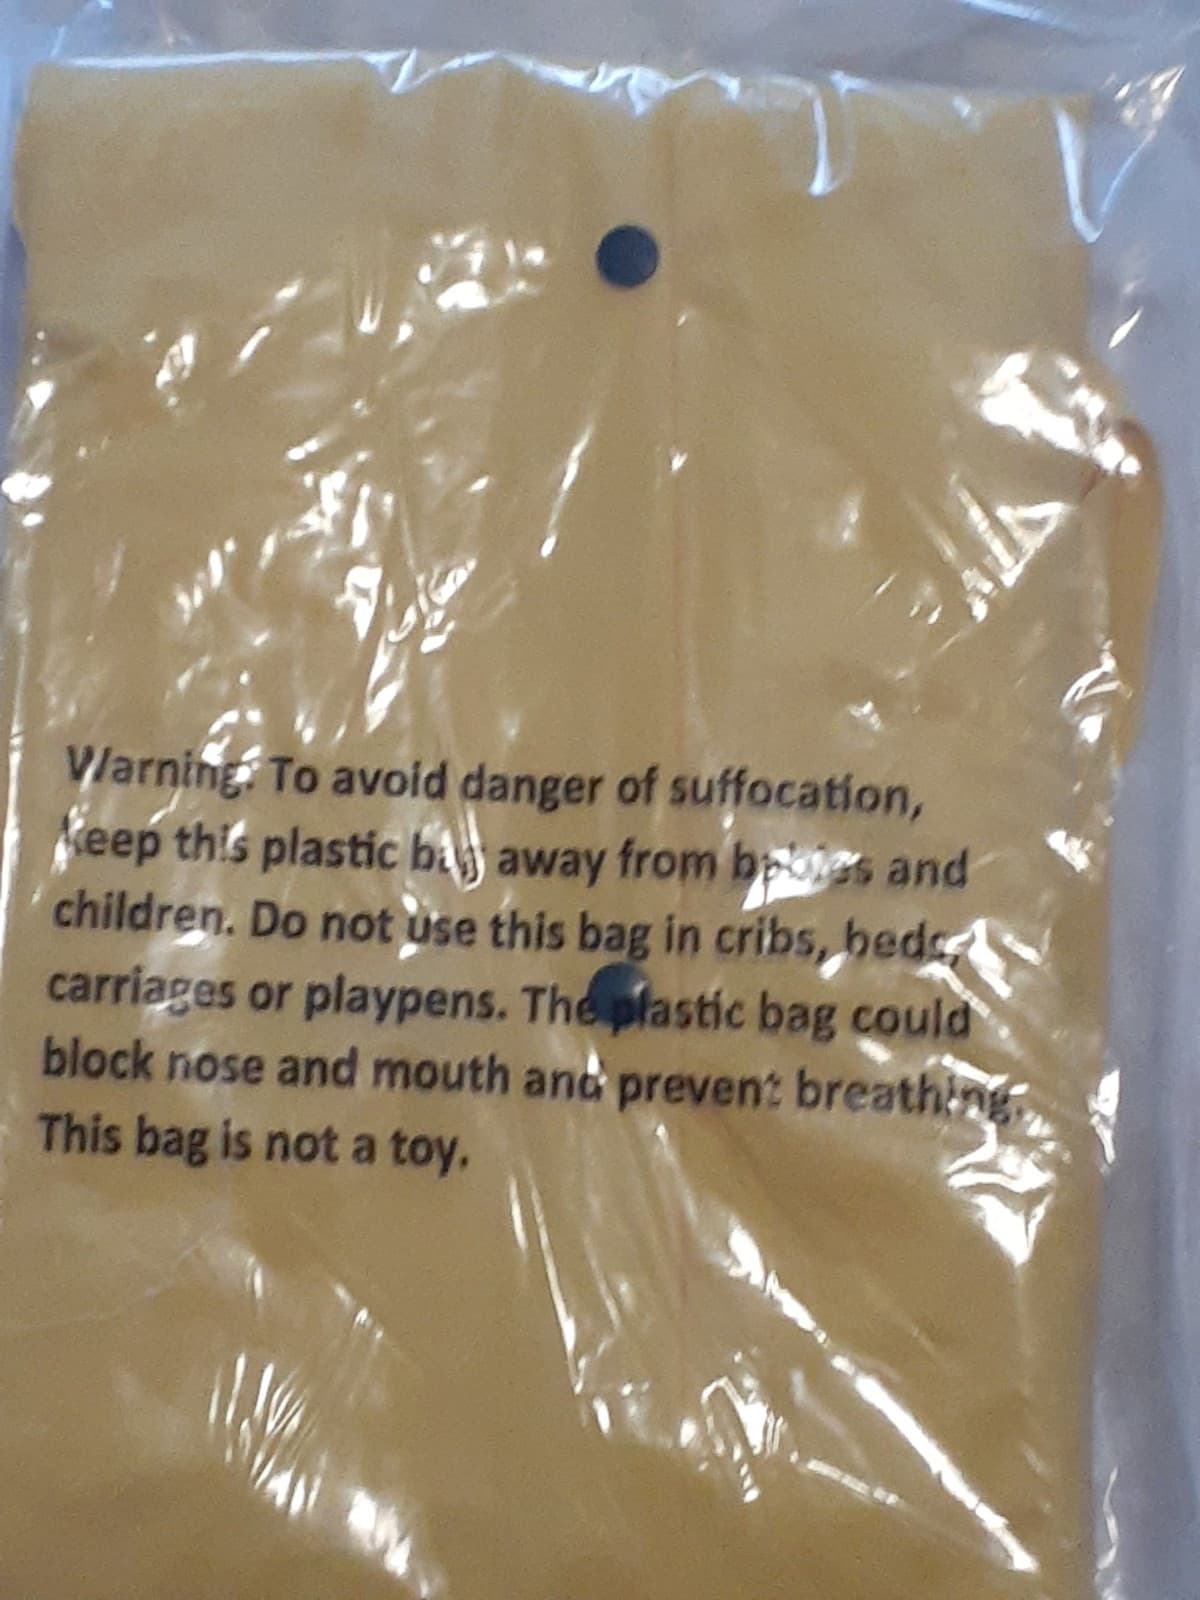 Warning: To avoid danger of suffocation,
keep this plastic bag away from babies and
children. Do not use this bag in cribs, beds,
carriages or playpens. The plastic bag could
block nose and mouth and prevent breathing.
This bag is not a toy.